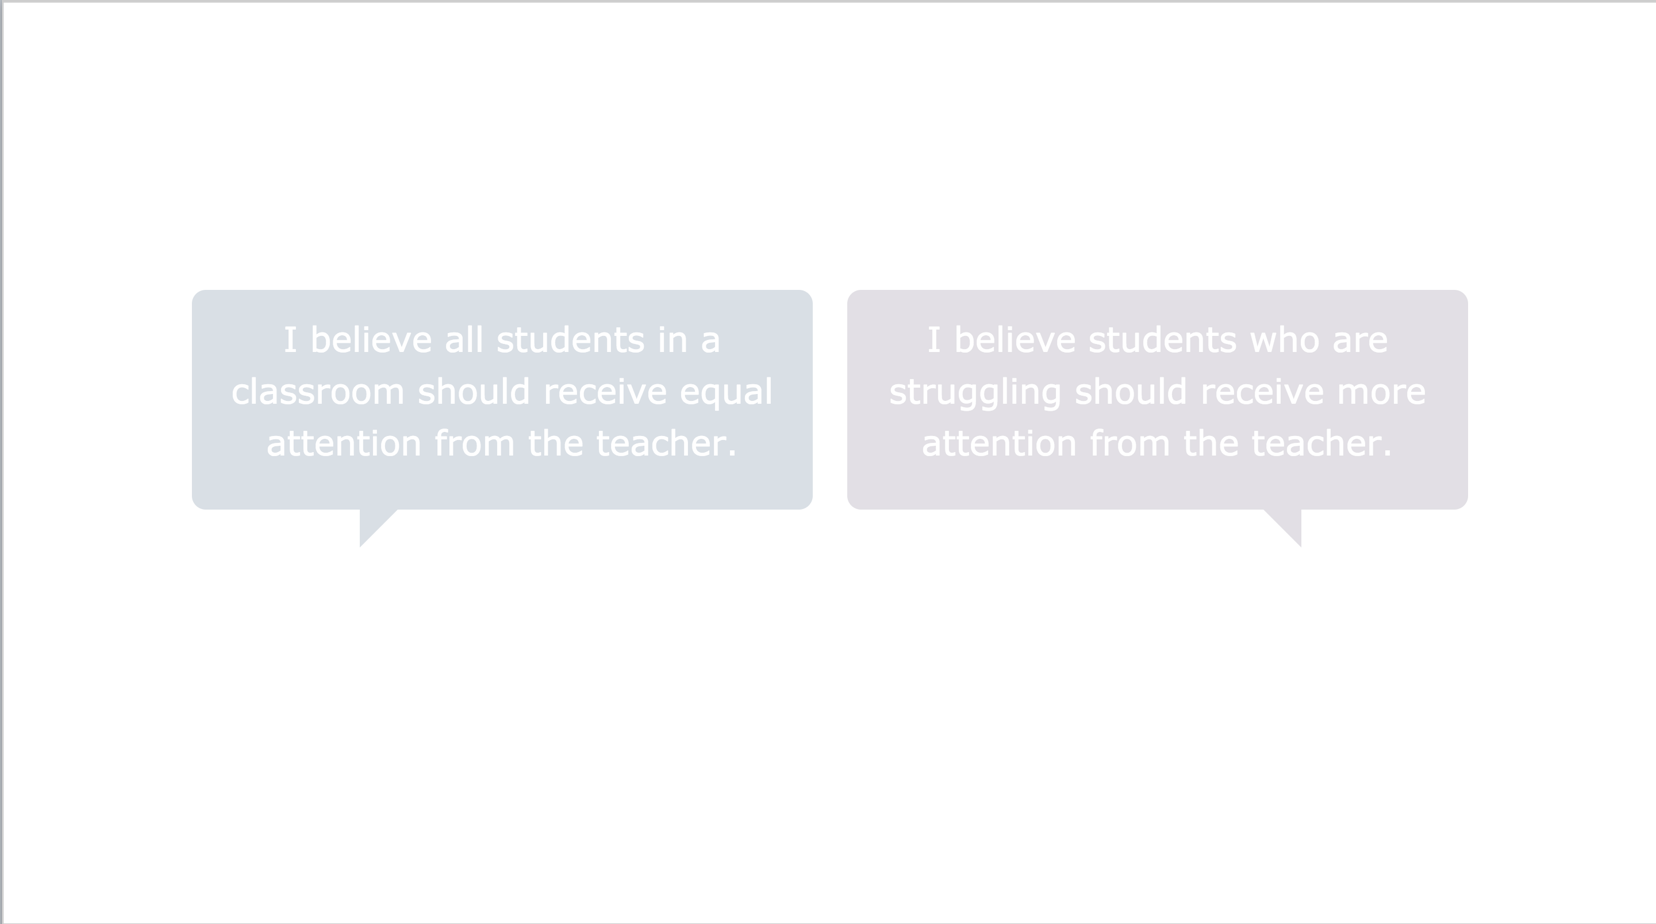 I believe all students in a
classroom should receive equal
attention from the teacher.
I believe students who are
struggling should receive more
attention from the teacher.